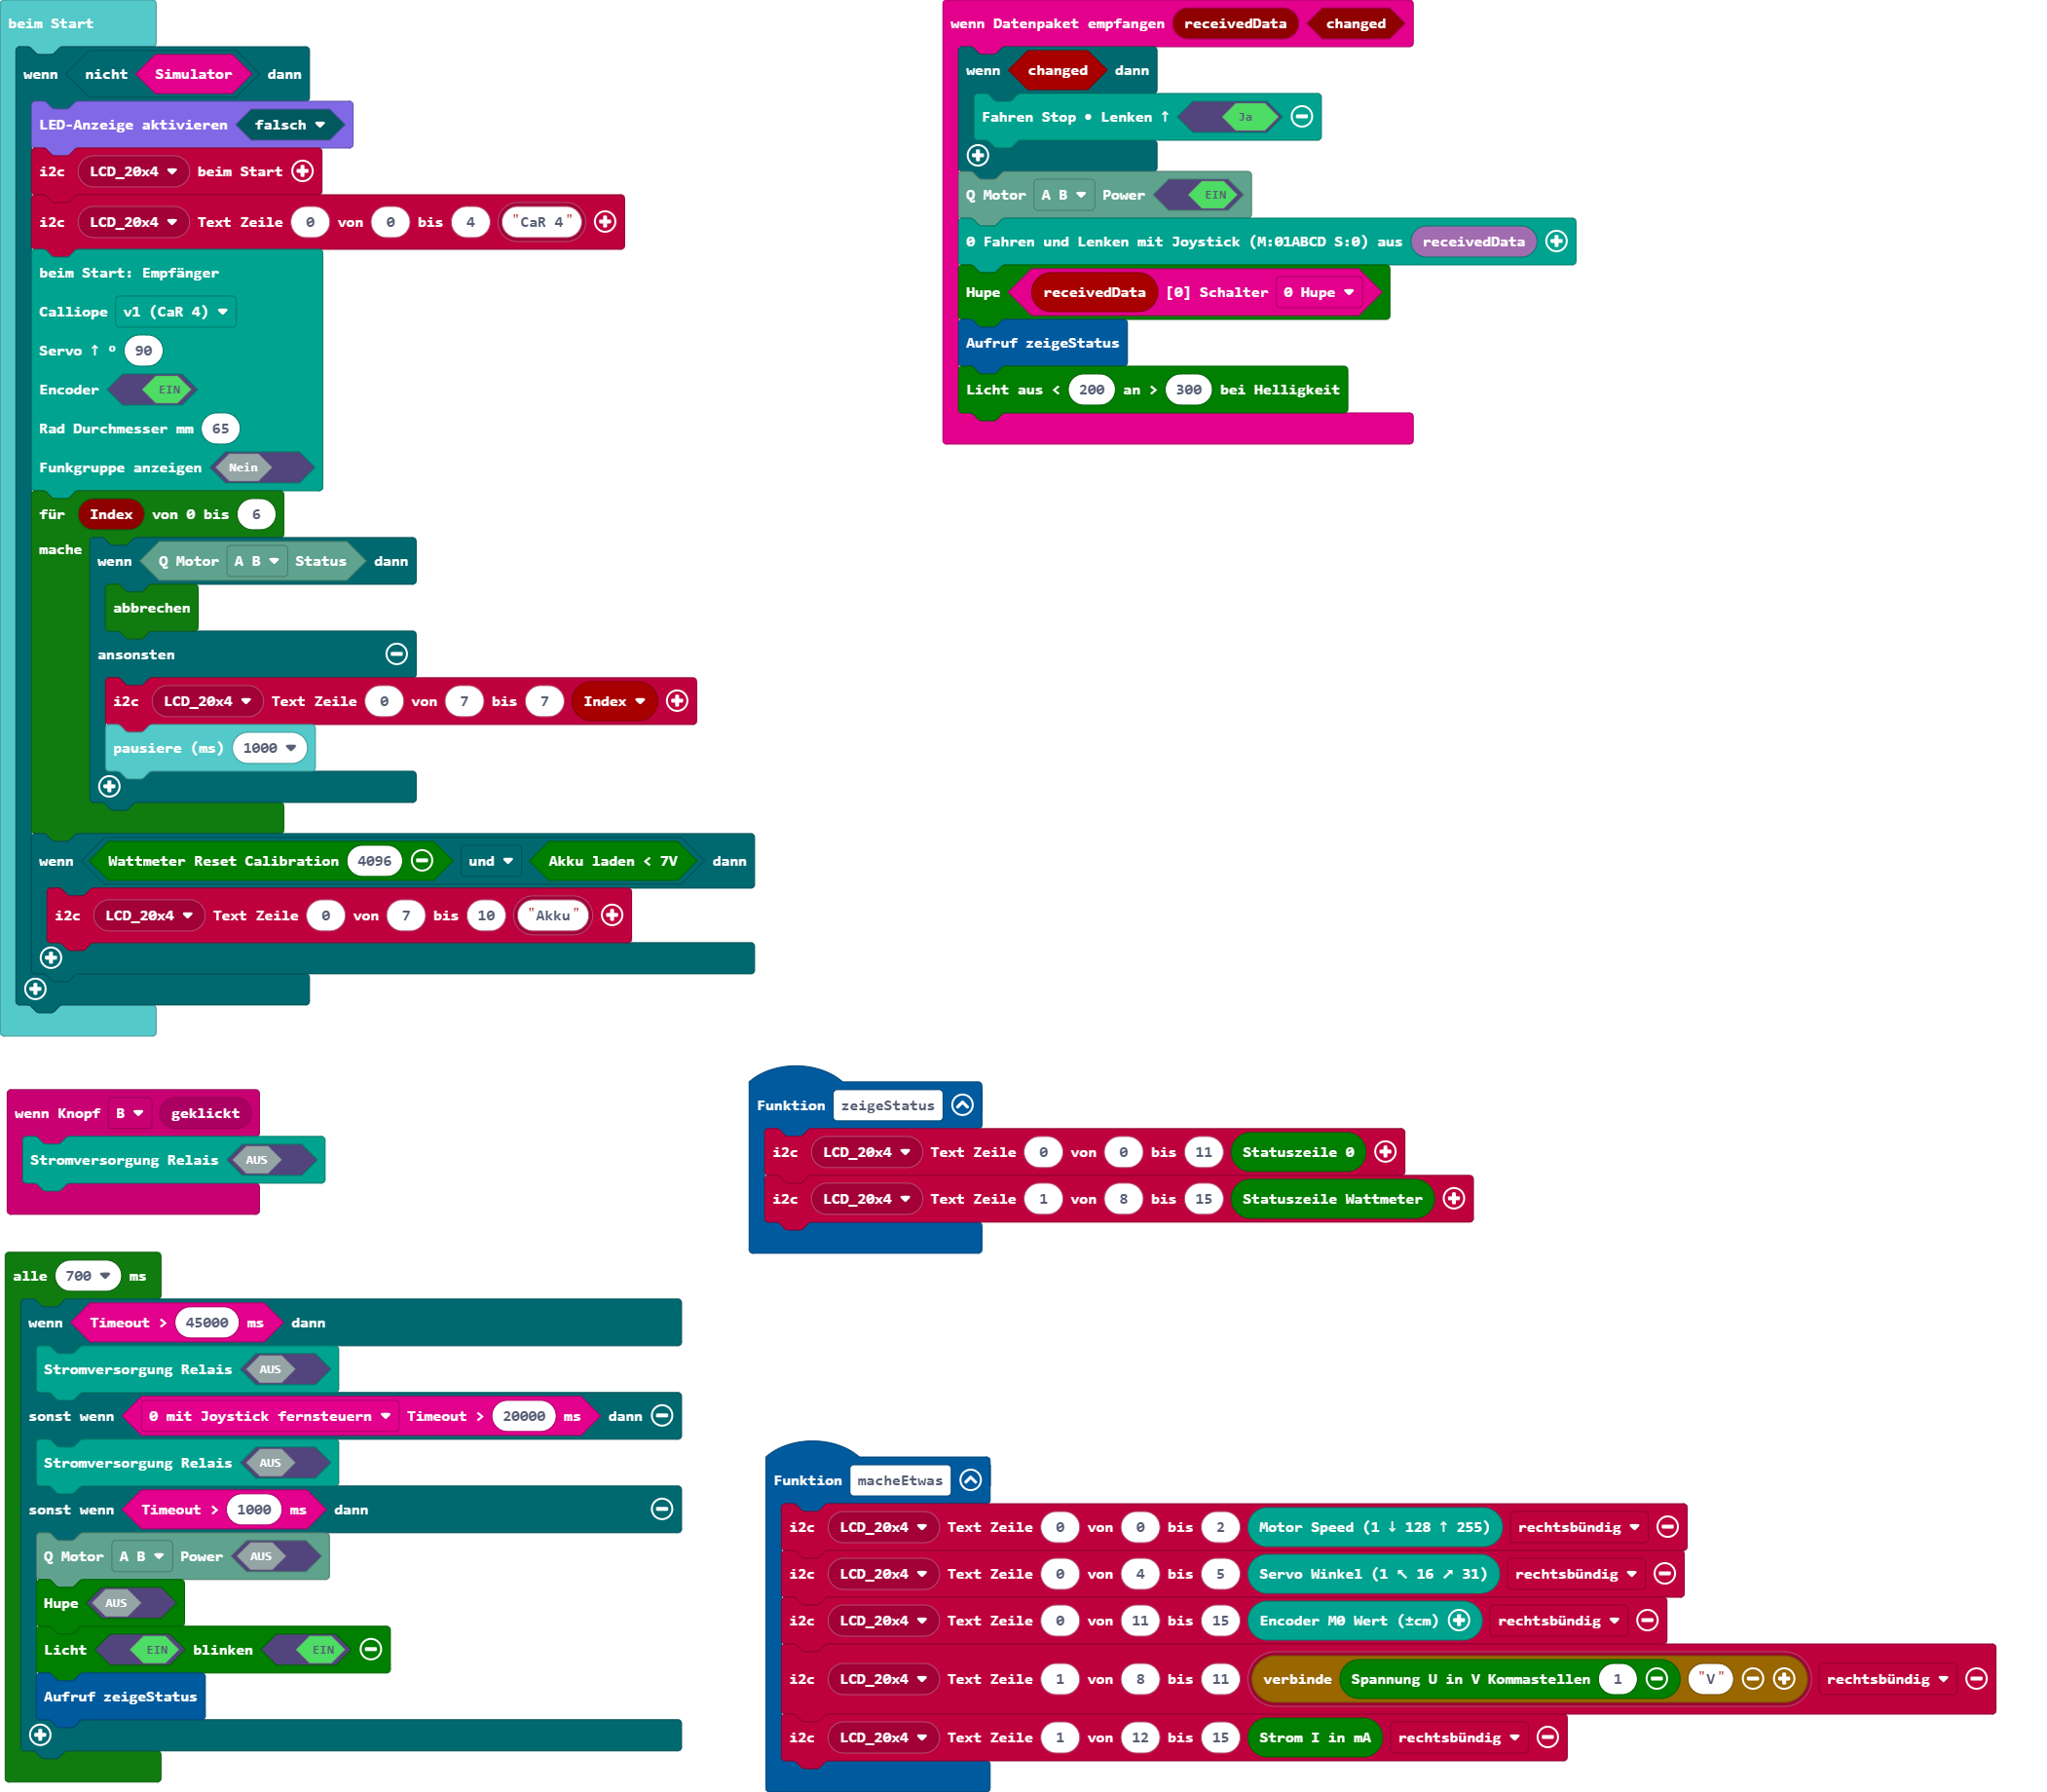 beim Start
wenn nicht Simulator dann
LED-Anzeige aktivieren falsch
i2c LCD_20x4 beim Start
i2c LCD_20x4 Text Zeile 0 von 0 bis 4 "CaR 4"
beim Start: Empfänger
Calliope v1 (CaR 4)
Servo ↑ ° 90
Encoder EIN
Rad Durchmesser mm 65
Funkgruppe anzeigen Nein
für Index von 0 bis 6
mache
wenn Q Motor A B Status dann
abbrechen
ansonsten
i2c LCD_20x4 Text Zeile 0 von 7 bis 7 Index
pausiere (ms) 1000
wenn Wattmeter Reset Calibration 4096 und Akku laden < 7V dann
i2c LCD_20x4 Text Zeile 0 von 7 bis 10 "Akku"
wenn Datenpaket empfangen receivedData changed
wenn changed dann
Fahren Stop • Lenken ↑ Ja
Q Motor A B Power EIN
0 Fahren und Lenken mit Joystick (M:01ABCD S:0) aus receivedData
Hupe receivedData [0] Schalter 0 Hupe
Aufruf zeigeStatus
Licht aus < 200 an > 300 bei Helligkeit
wenn Knopf B geklickt
Stromversorgung Relais AUS
Funktion zeigeStatus
i2c LCD_20x4 Text Zeile 0 von 0 bis 11 Statuszeile 0
i2c LCD_20x4 Text Zeile 1 von 8 bis 15 Statuszeile Wattmeter
alle 700 ms
wenn Timeout > 45000 ms dann
Stromversorgung Relais AUS
sonst wenn 0 mit Joystick fernsteuern Timeout > 20000 ms dann
Stromversorgung Relais AUS
sonst wenn Timeout > 1000 ms dann
Q Motor A B Power AUS
Hupe AUS
Licht EIN blinken EIN
Aufruf zeigeStatus
Funktion macheEtwas
i2c LCD_20x4 Text Zeile 0 von 0 bis 2 Motor Speed (1 ↓ 128 ↑ 255) rechtsbündig
i2c LCD_20x4 Text Zeile 0 von 4 bis 5 Servo Winkel (1 ↖ 16 ↗ 31) rechtsbündig
i2c LCD_20x4 Text Zeile 0 von 11 bis 15 Encoder M0 Wert (±cm) rechtsbündig
i2c LCD_20x4 Text Zeile 1 von 8 bis 11 verbinde Spannung U in V Kommastellen 1 "V" rechtsbündig
i2c LCD_20x4 Text Zeile 1 von 12 bis 15 Strom I in mA rechtsbündig